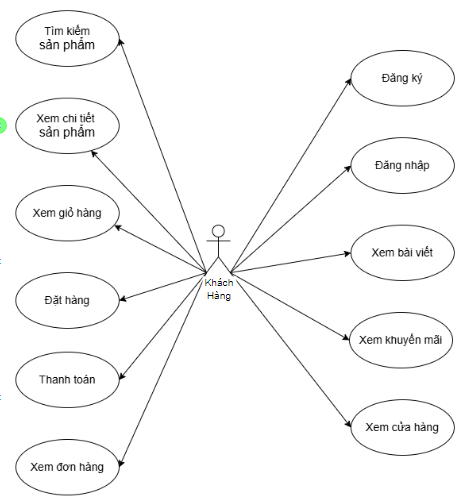 Tìm kiếm
sản phẩm
Xem chi tiết
sản phẩm
Xem giỏ hàng
Đặt hàng
Thanh toán
Xem đơn hàng
Khách
Hàng
Đăng ký
Đăng nhập
Xem bài viết
Xem khuyến mãi
Xem cửa hàng